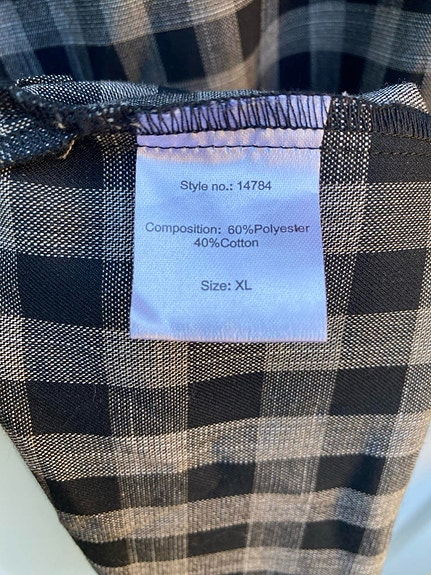 Style no.: 14784
Composition: 60%Polyester
40%Cotton
Size: XL